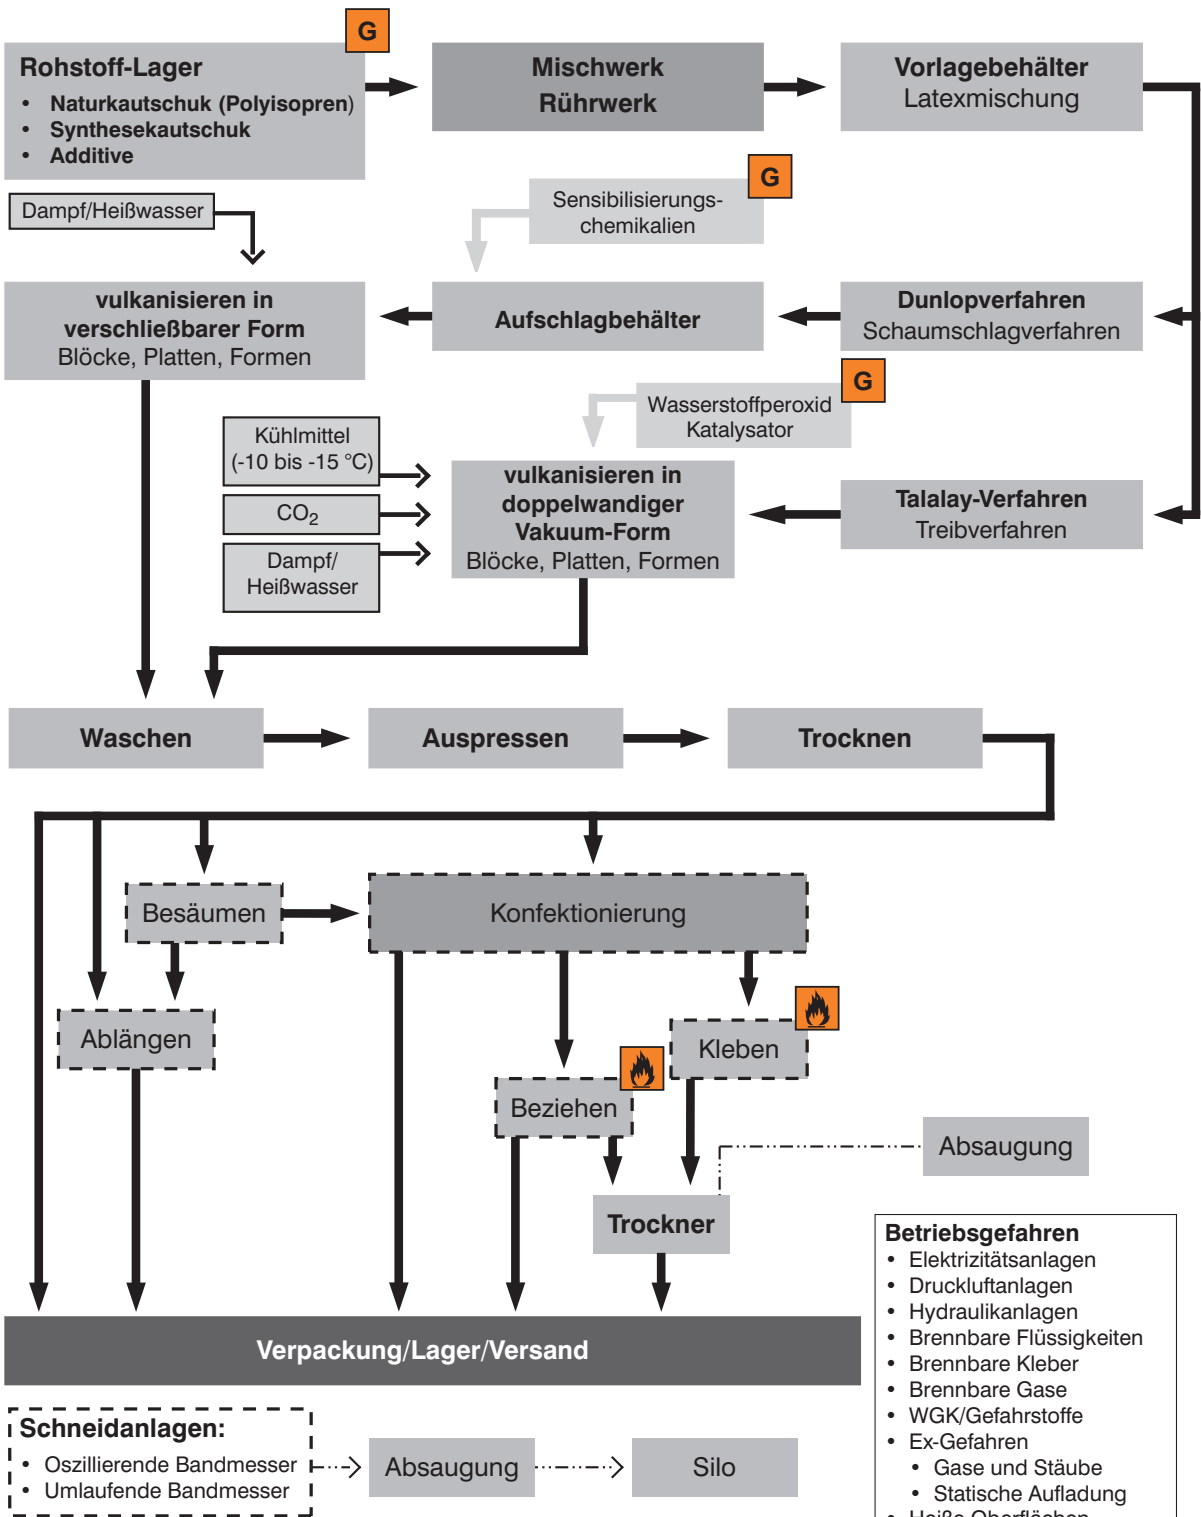 G
Rohstoff-Lager
• Naturkautschuk (Polyisopren)
• Synthesekautschuk
• Additive
Mischwerk
Rührwerk
Vorlagebehälter
Latexmischung
Dampf/Heißwasser
G
Sensibilisierungs-
chemikalien
vulkanisieren in
verschließbarer Form
Blöcke, Platten, Formen
Aufschlagbehälter
Dunlopverfahren
Schaumschlagverfahren
G
Wasserstoffperoxid
Katalysator
Kühlmittel
(-10 bis -15 °C)
CO2
Dampf/
Heißwasser
vulkanisieren in
doppelwandiger
Vakuum-Form
Blöcke, Platten, Formen
Talalay-Verfahren
Treibverfahren
Waschen
Auspressen
Trocknen
Besäumen
Konfektionierung
Ablängen
Kleben
Beziehen
Absaugung
Trockner
Verpackung/Lager/Versand
Betriebsgefahren
• Elektrizitätsanlagen
• Druckluftanlagen
• Hydraulikanlagen
• Brennbare Flüssigkeiten
• Brennbare Kleber
• Brennbare Gase
• WGK/Gefahrstoffe
• Ex-Gefahren
• Gase und Stäube
• Statische Aufladung
• Heiße Oberflächen
Schneidanlagen:
• Oszillierende Bandmesser
• Umlaufende Bandmesser
Absaugung
Silo